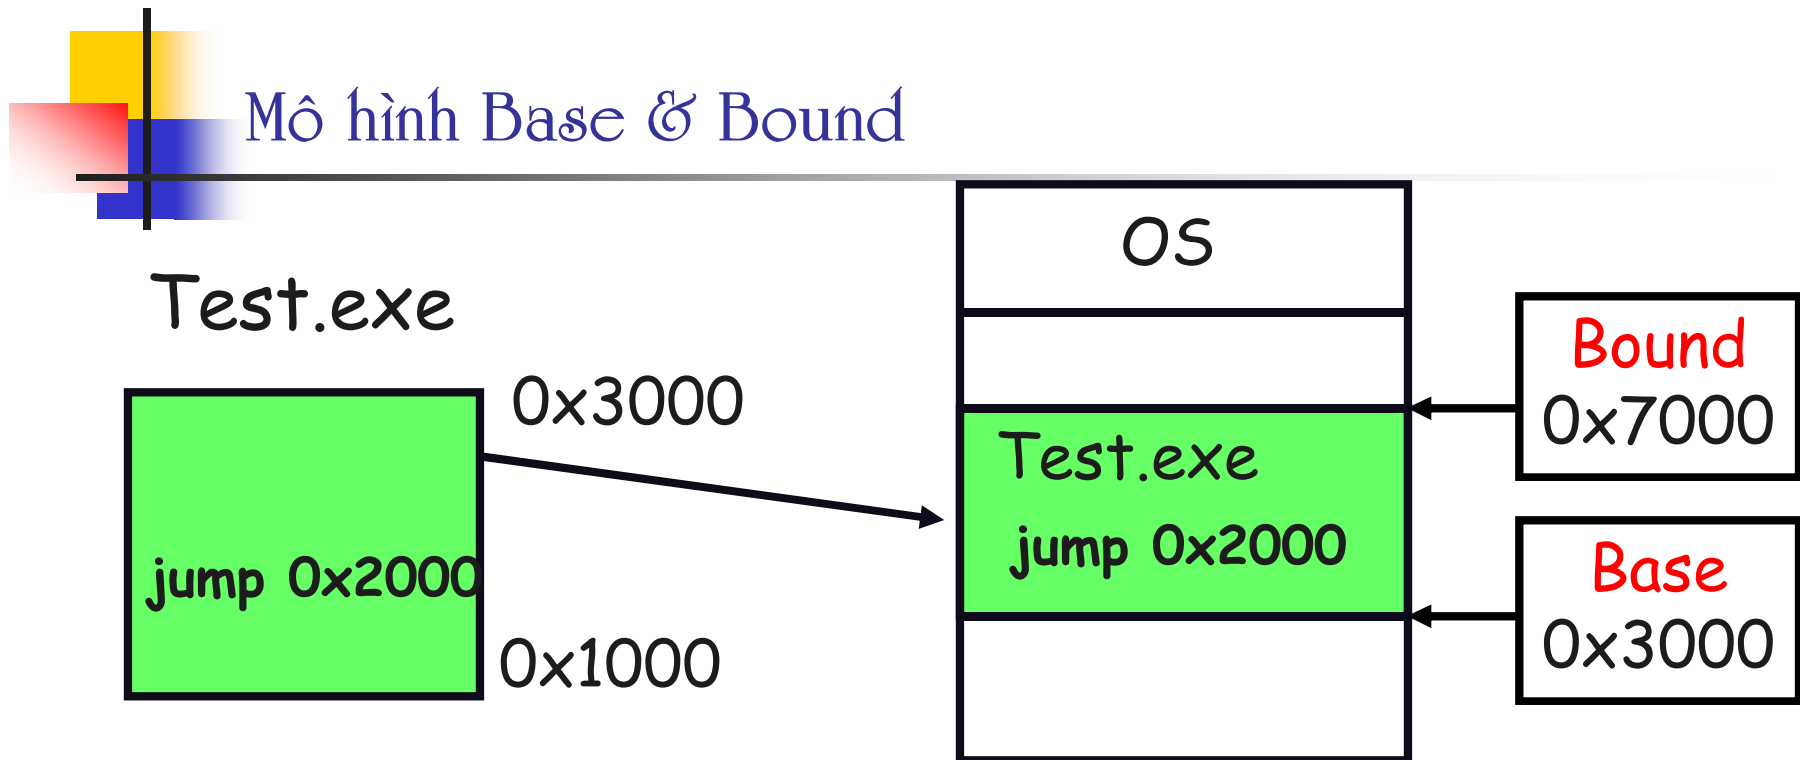 Mô hình Base & Bound
OS
Test.exe
0x3000
jump 0x2000
0x1000
Test.exe
jump 0x2000
Bound
0x7000
Base
0x3000